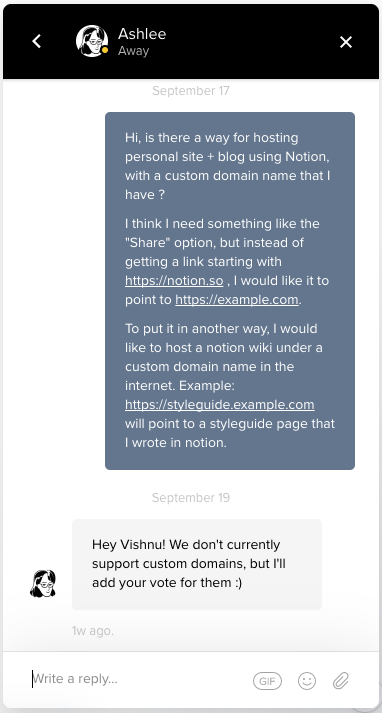 Ashlee
Away
September 17
Hi, is there a way for hosting
personal site + blog using Notion,
with a custom domain name that I
have ?
I think I need something like the
"Share" option, but instead of
getting a link starting with
https://notion.so , I would like it to
point to https://example.com.
To put it in another way, I would
like to host a notion wiki under a
custom domain name in the
internet. Example:
https://styleguide.example.com
will point to a styleguide page that
I wrote in notion.
September 19
Hey Vishnu! We don't currently
support custom domains, but I'll
add your vote for them :)
1w ago.
Write a reply...
GIF